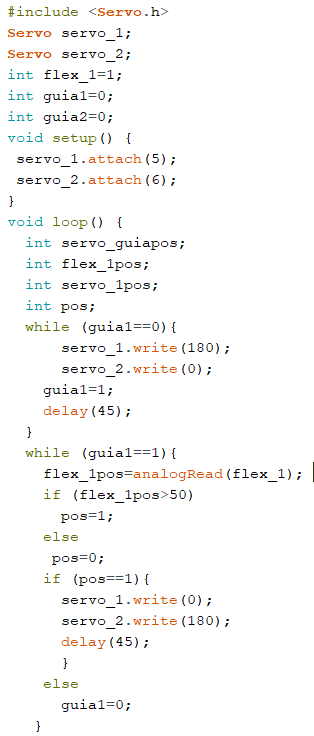 #include <Servo.h>
Servo servo_1;
Servo servo_2;
int flex_1=1;
int guia1=0;
int guia2=0;
void setup() {
 servo_1.attach(5);
 servo_2.attach(6);
}
void loop() {
  int servo_guiapos;
  int flex_1pos;
  int servo_1pos;
  int pos;
  while (guia1==0){
      servo_1.write(180);
      servo_2.write(0);
    guia1=1;
    delay(45);
  }
  while (guia1==1){
    flex_1pos=analogRead(flex_1);
    if (flex_1pos>50)
      pos=1;
    else
     pos=0;
    if (pos==1){
      servo_1.write(0);
      servo_2.write(180);
      delay(45);
      }
    else
      guia1=0;
   }